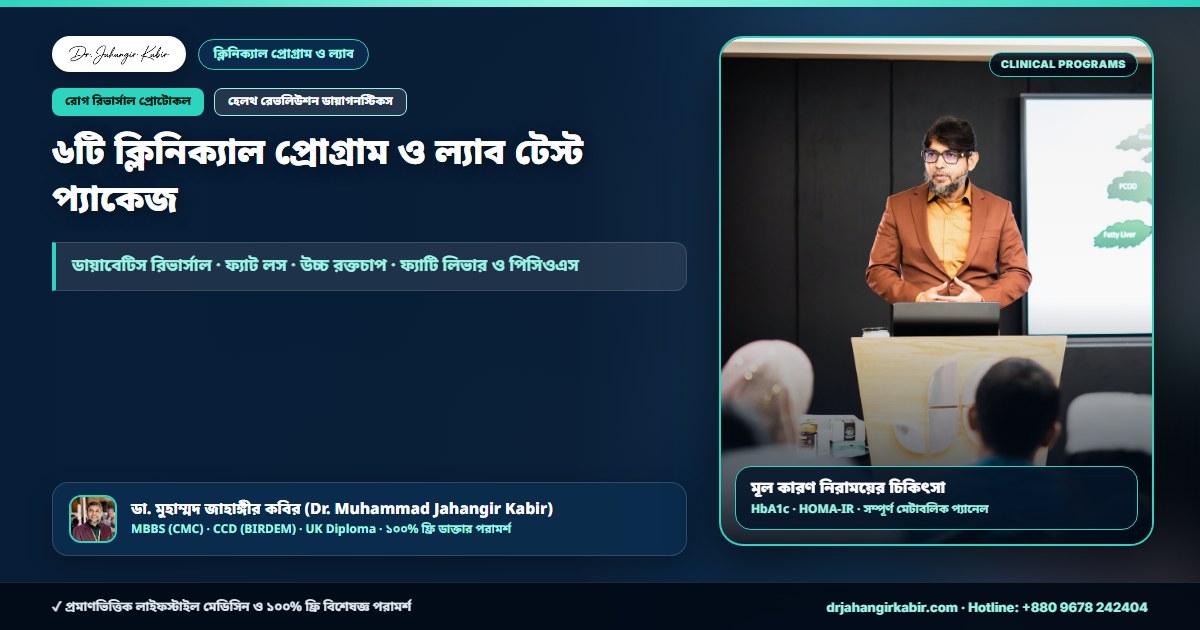 Dr. Jahangir Kabir
ক্লিনিক্যাল প্রোগ্রাম ও ল্যাব
রোগ রিভার্সাল প্রোটোকল
হেলথ রেভলিউশন ডায়াগনস্টিকস
৬টি ক্লিনিক্যাল প্রোগ্রাম ও ল্যাব টেস্ট
প্যাকেজ
ডায়াবেটিস রিভার্সাল · ফ্যাট লস · উচ্চ রক্তচাপ · ফ্যাটি লিভার ও পিসিওএস
CLINICAL PROGRAMS
PCOD
Fatty Liver
মূল কারণ নিরাময়ের চিকিৎসা
HbA1c · HOMA-IR · সম্পূর্ণ মেটাবলিক প্যানেল
ডা. মুহাম্মদ জাহাঙ্গীর কবির (Dr. Muhammad Jahangir Kabir)
MBBS (CMC) · CCD (BIRDEM) · UK Diploma · ১০০% ফ্রি ডাক্তার পরামর্শ
✓ প্রমাণভিত্তিক লাইফস্টাইল মেডিসিন ও ১০০% ফ্রি বিশেষজ্ঞ পরামর্শ
drjahangirkabir.com · Hotline: +880 9678 242404